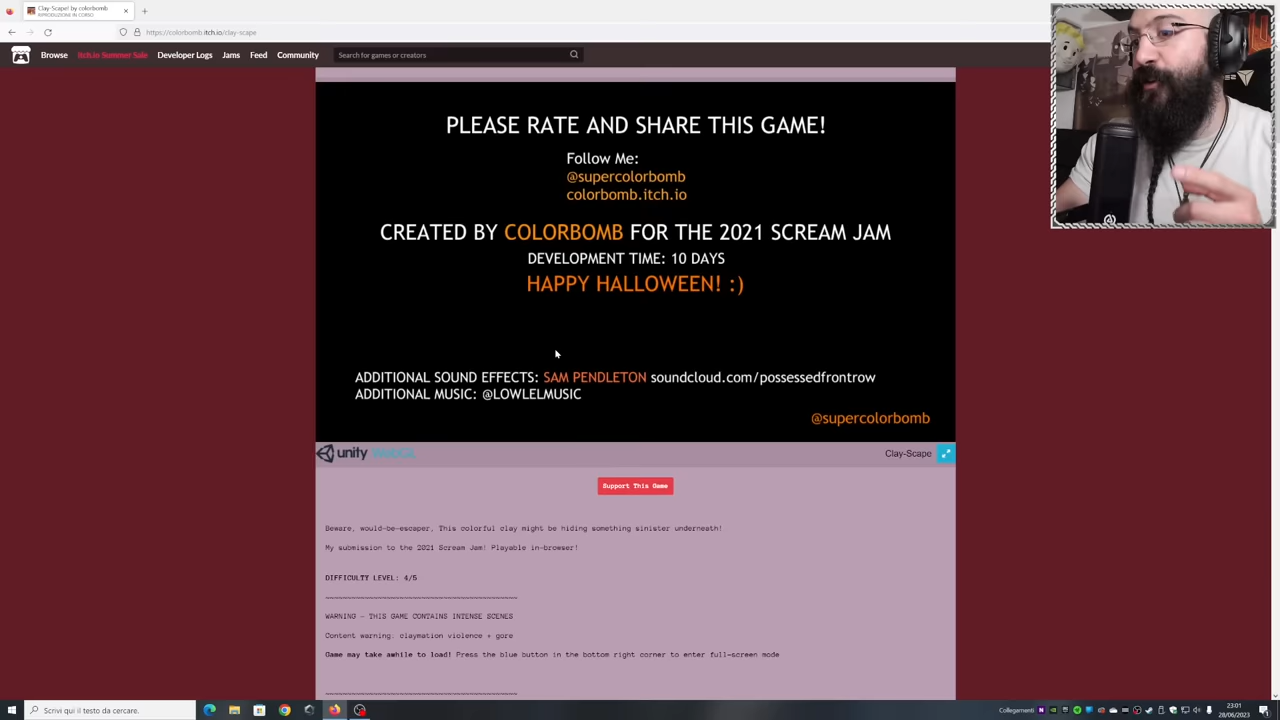 Clay-Scape! by colorbomb
RIPRODUZIONE IN CORSO
https://colorbomb.itch.io/clay-scape
Browse
itch.io Summer Sale
Developer Logs
Jams
Feed
Community
Search for games or creators
PLEASE RATE AND SHARE THIS GAME!
Follow Me:
@supercolorbomb
colorbomb.itch.io
CREATED BY COLORBOMB FOR THE 2021 SCREAM JAM
DEVELOPMENT TIME: 10 DAYS
HAPPY HALLOWEEN! :)
ADDITIONAL SOUND EFFECTS: SAM PENDLETON soundcloud.com/possessedfrontrow
ADDITIONAL MUSIC: @LOWLELMUSIC
@supercolorbomb
unity WebGL
Clay-Scape
Support This Game
Beware, would-be-escaper, This colorful clay might be hiding something sinister underneath!
My submission to the 2021 Scream Jam! Playable in-browser!
DIFFICULTY LEVEL: 4/5
~~~~~~~~~~~~~~~~~~~~~~~~~~~~~~~~~~~~~~~~~~~
WARNING - THIS GAME CONTAINS INTENSE SCENES
Content warning: claymation violence + gore
Game may take awhile to load! Press the blue button in the bottom right corner to enter full-screen mode
~~~~~~~~~~~~~~~~~~~~~~~~~~~~~~~~~~~~~~~~~~~
Scrivi qui il testo da cercare.
Collegamenti
23:01
28/06/2023